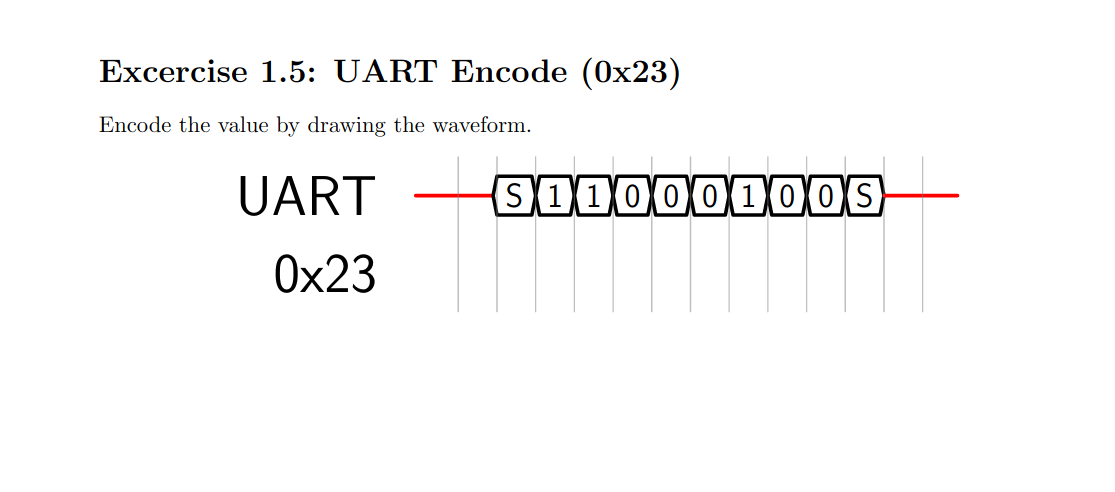 Excercise 1.5: UART Encode (0x23)
Encode the value by drawing the waveform.
UART S 1 1 0 0 0 1 0 0 S
0x23